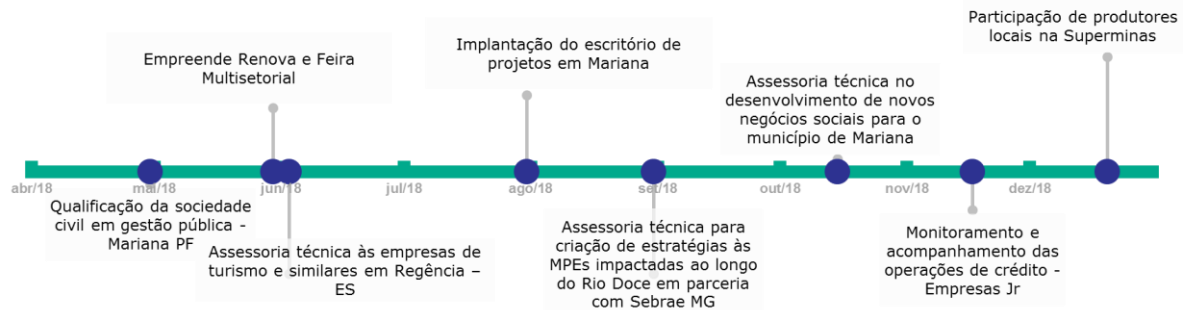 Participação de produtores
locais na Superminas
Empreende Renova e Feira
Multisetorial
Implantação do escritório de
projetos em Mariana
Assessoria técnica no
desenvolvimento de novos
negócios sociais para o
município de Mariana
abr/18
mai/18
jun/18
jul/18
ago/18
set/18
out/18
nov/18
dez/18
Qualificação da sociedade
civil em gestão pública -
Mariana PF
Assessoria técnica às empresas de
turismo e similares em Regência –
ES
Assessoria técnica para
criação de estratégias às
MPEs impactadas ao longo
do Rio Doce em parceria
com Sebrae MG
Monitoramento e
acompanhamento das
operações de crédito -
Empresas Jr